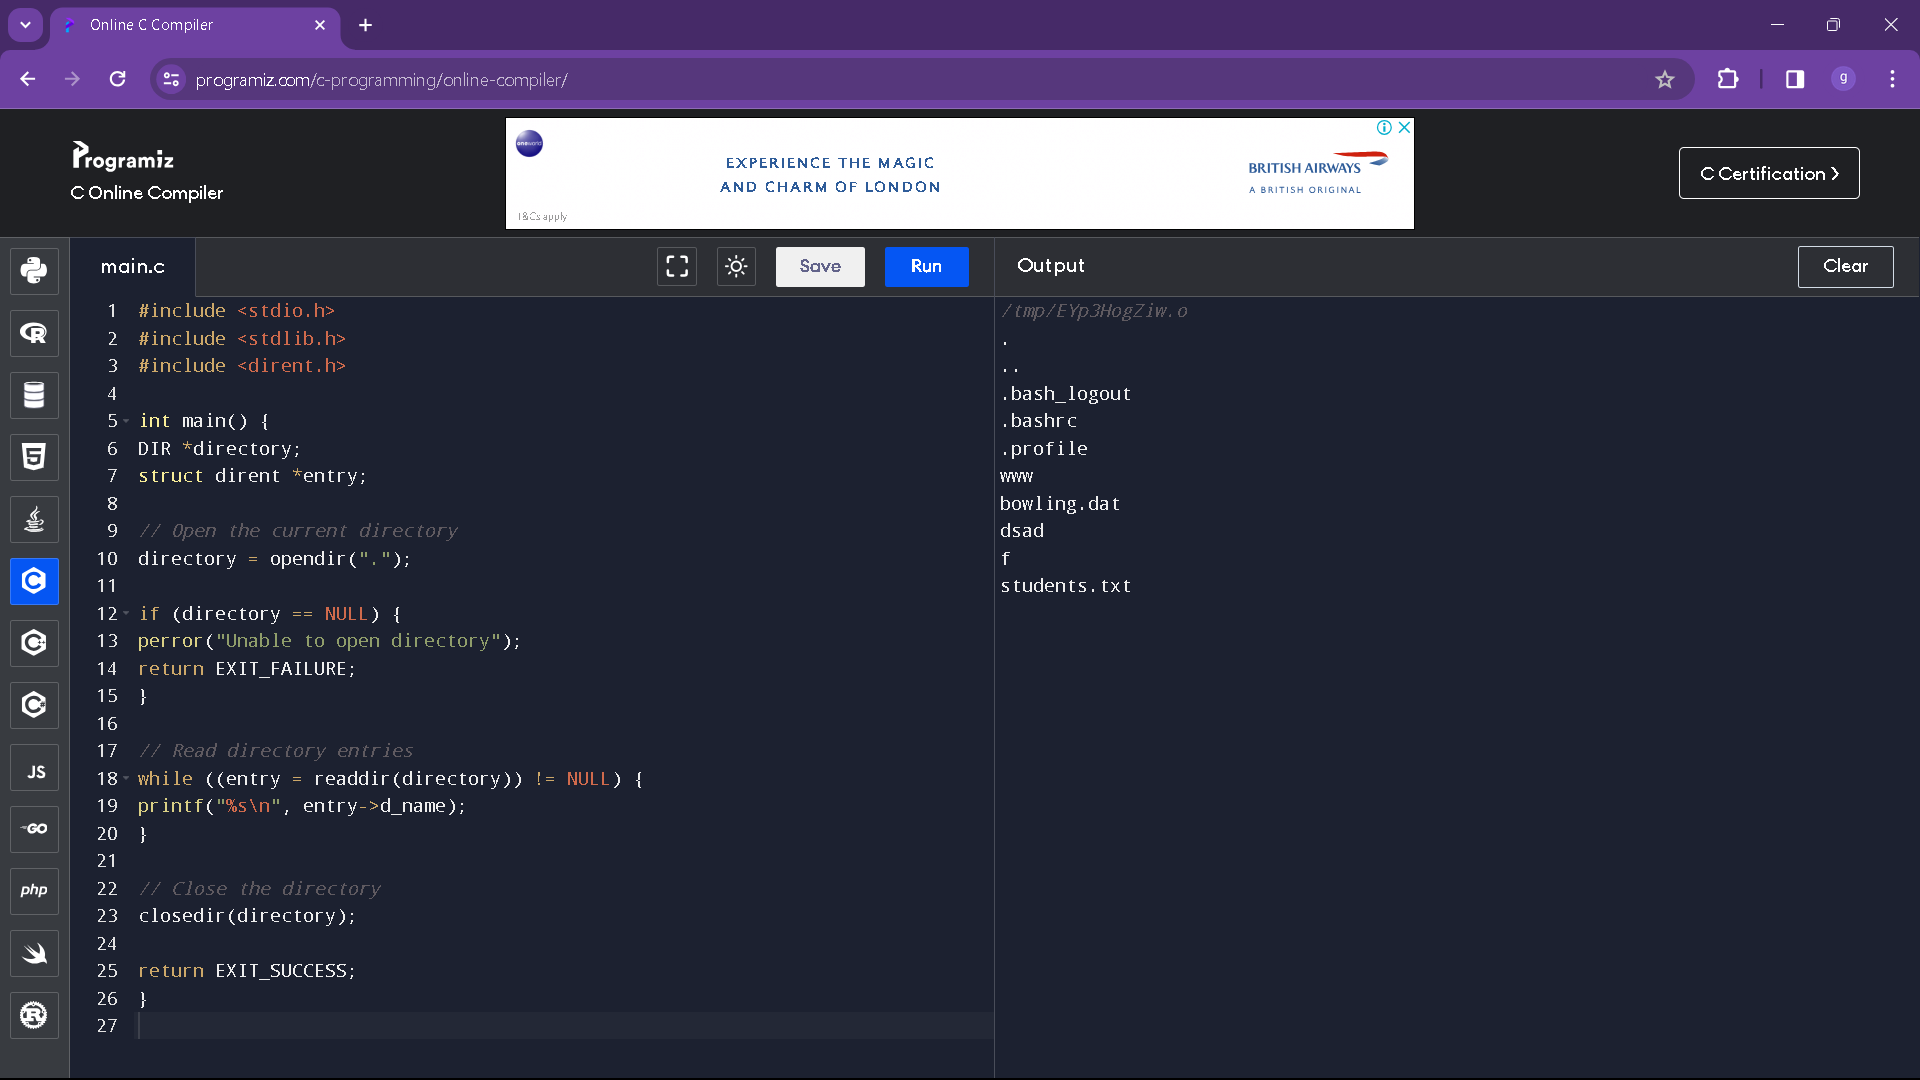 Online C Compiler
programiz.com/c-programming/online-compiler/
g
Programiz
C Online Compiler
oneworld
EXPERIENCE THE MAGIC
AND CHARM OF LONDON
T&Cs apply
BRITISH AIRWAYS
A BRITISH ORIGINAL
C Certification >
main.c
Save
Run
Output
Clear
1 #include <stdio.h>
2 #include <stdlib.h>
3 #include <dirent.h>
4
5 int main() {
6 DIR *directory;
7 struct dirent *entry;
8
9 // Open the current directory
10 directory = opendir(".");
11
12 if (directory == NULL) {
13 perror("Unable to open directory");
14 return EXIT_FAILURE;
15 }
16
17 // Read directory entries
18 while ((entry = readdir(directory)) != NULL) {
19 printf("%s\n", entry->d_name);
20 }
21
22 // Close the directory
23 closedir(directory);
24
25 return EXIT_SUCCESS;
26 }
27
/tmp/EYp3HogZiw.o
.
..
.bash_logout
.bashrc
.profile
www
bowling.dat
dsad
f
students.txt
JS
GO
php